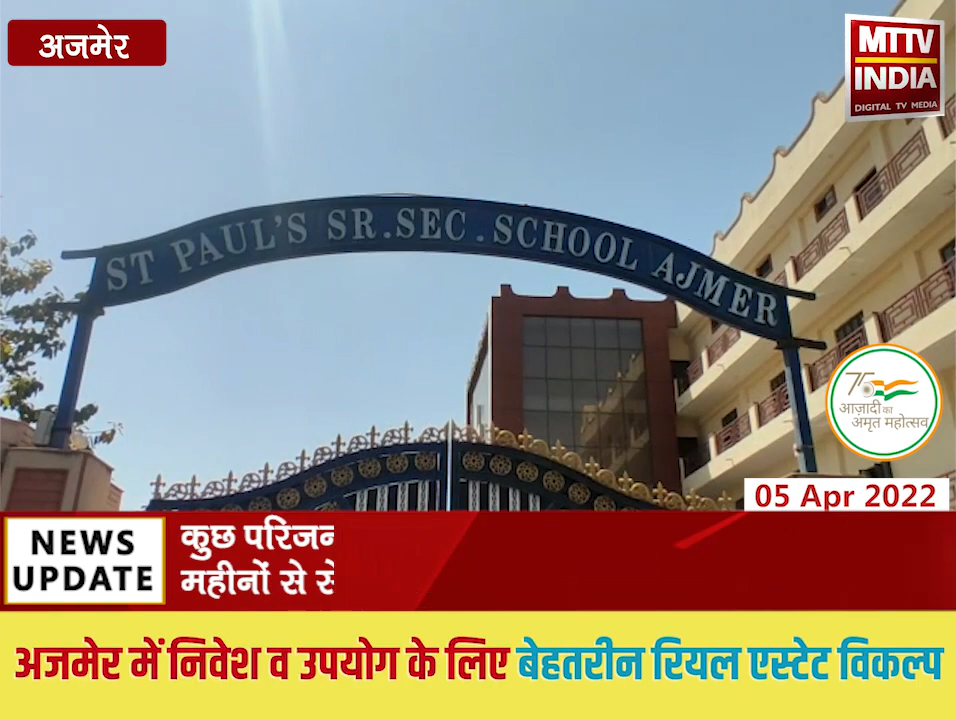 अजमेर
MTTV
INDIA
DIGITAL TV MEDIA
ST PAUL'S SR.SEC.SCHOOL AJMER
75
आज़ादी का
अमृत महोत्सव
05 Apr 2022
NEWS
UPDATE
कुछ परिजन
महीनों से
अजमेर में निवेश व उपयोग के लिए बेहतरीन रियल एस्टेट विकल्प